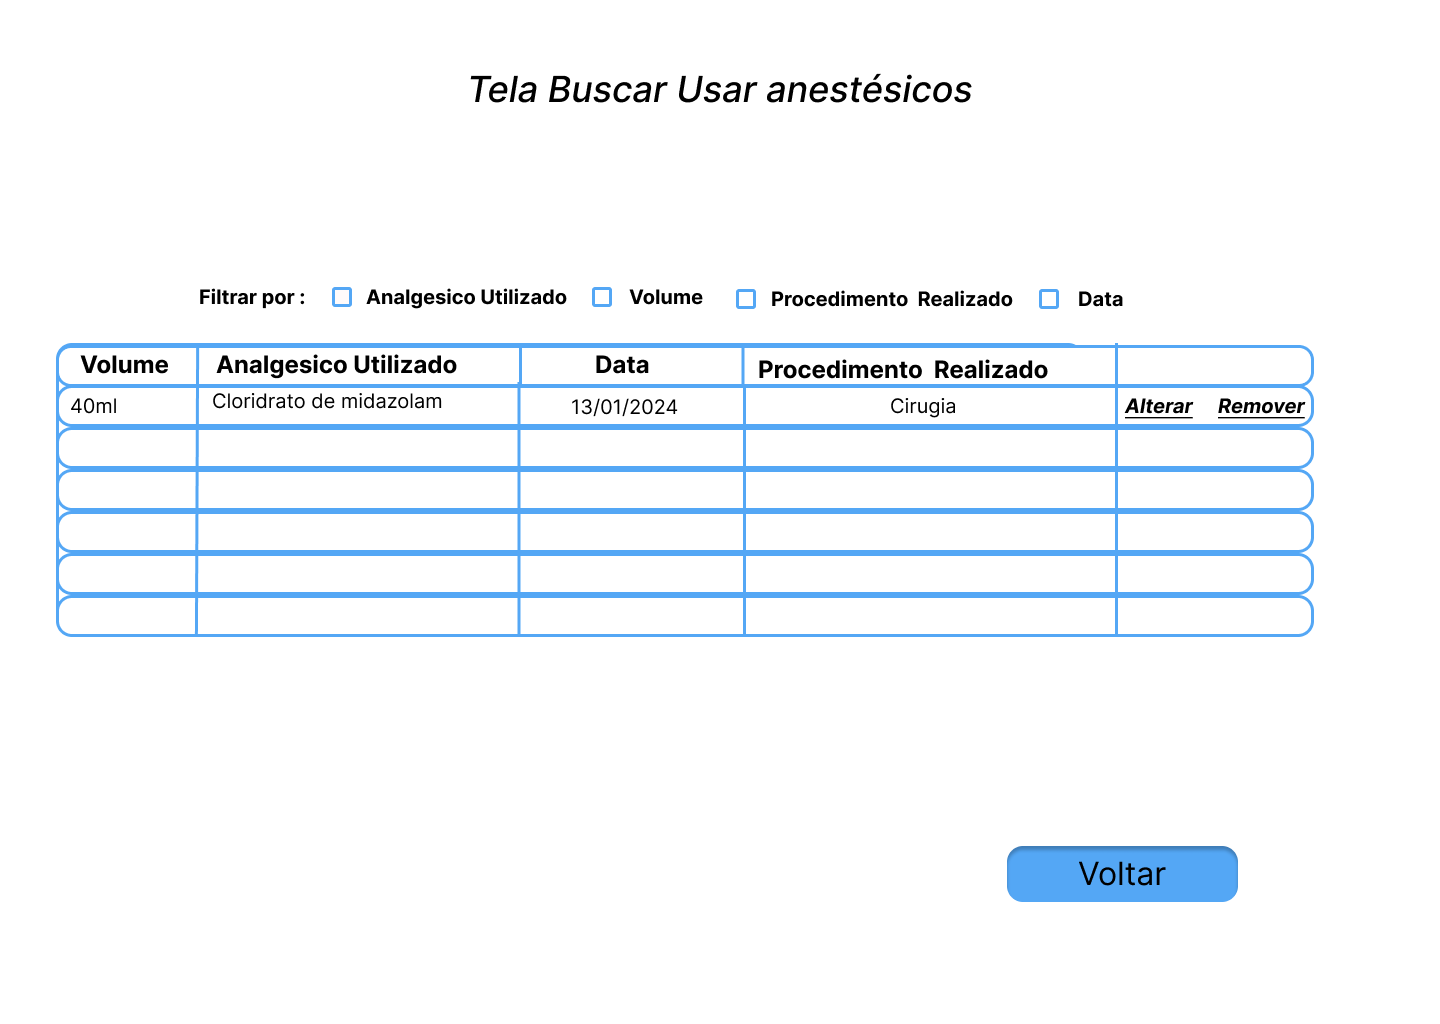 Tela Buscar Usar anestésicos
Filtrar por : Analgesico Utilizado Volume Procedimento Realizado Data
Volume Analgesico Utilizado Data Procedimento Realizado
40ml Cloridrato de midazolam 13/01/2024 Cirugia Alterar Remover
Voltar